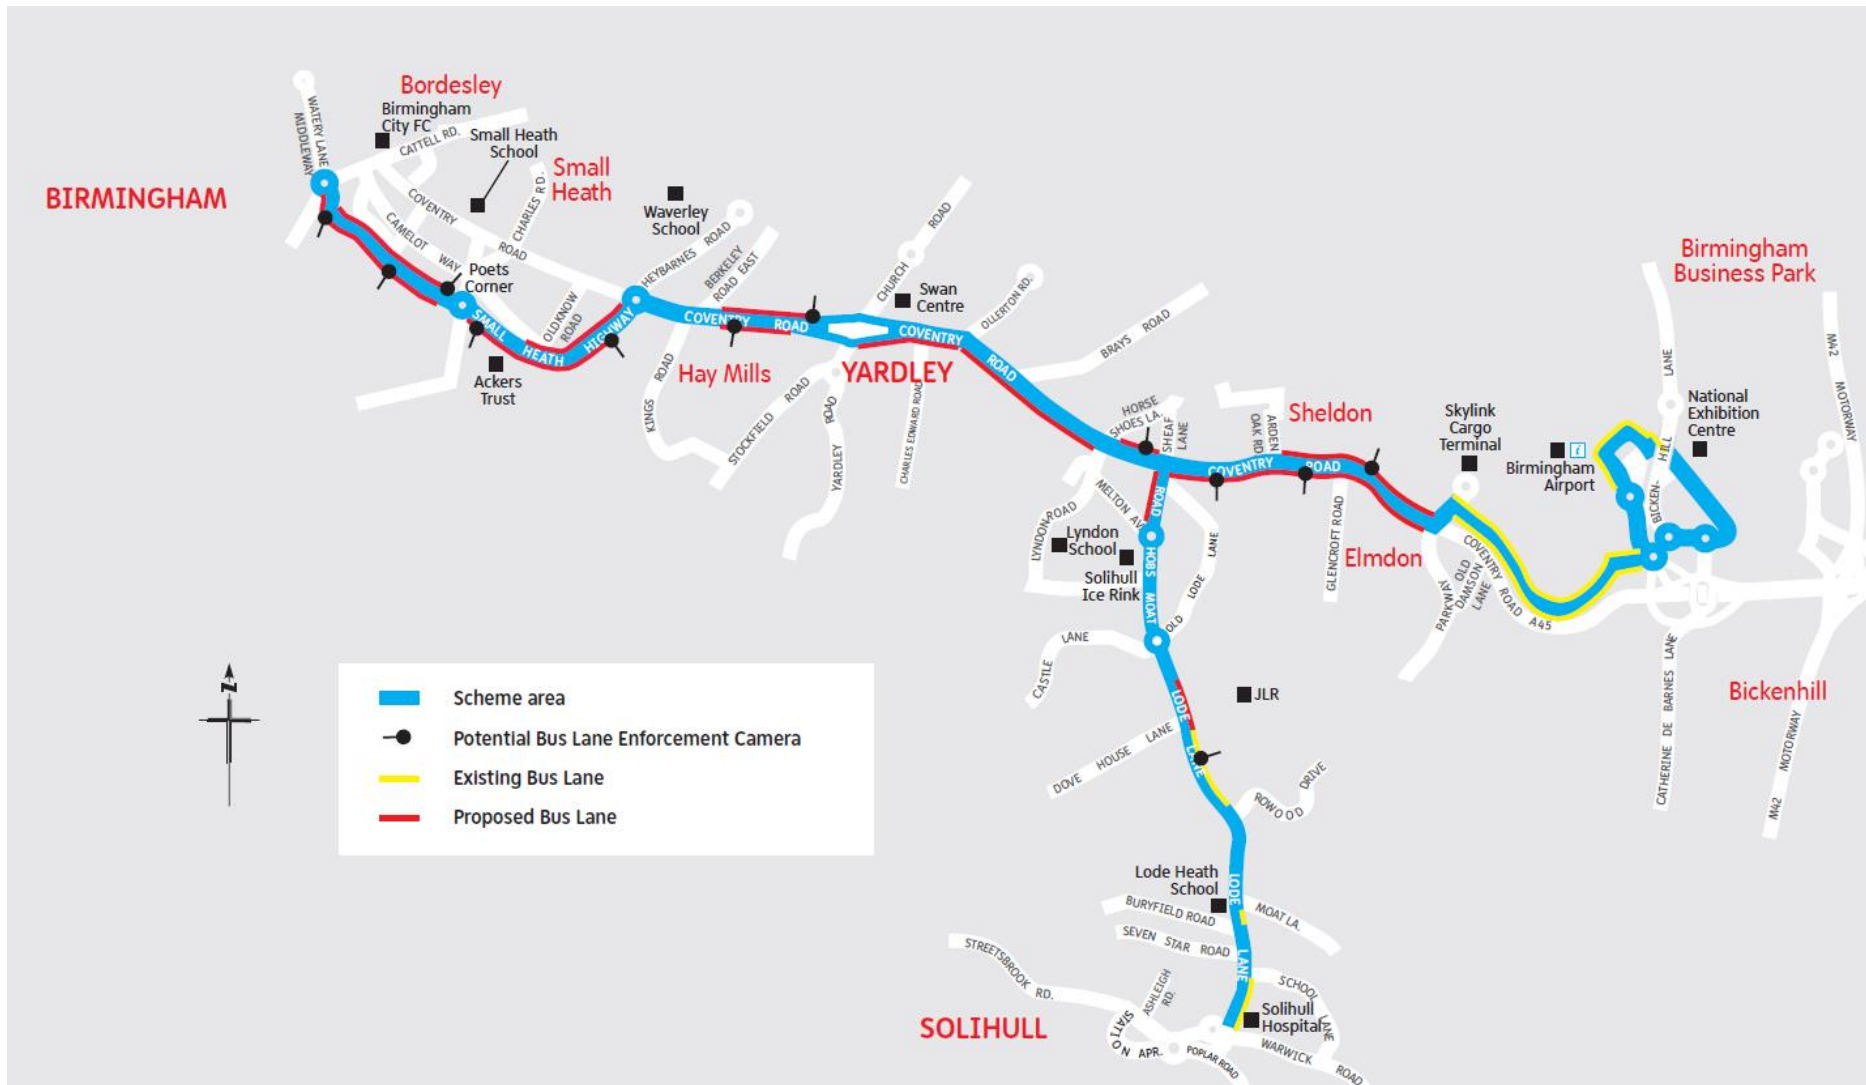 BIRMINGHAM
Bordesley
Birmingham
City FC
WATERY LANE
MIDDLEWAY
CATTELL RD.
Small Heath
School
Small
Heath
COVENTRY
ROAD
CHARLES RD.
CAMELOT
WAY
Poets
Corner
SMALL
HEATH
HIGHWAY
OLDKNOW
ROAD
Ackers
Trust
Waverley
School
HEYBARNES ROAD
BERKELEY
ROAD EAST
COVENTRY ROAD
Hay Mills
KINGS ROAD
STOCKFIELD ROAD
YARDLEY ROAD
CHURCH ROAD
Swan
Centre
COVENTRY
ROAD
YARDLEY
CHARLES EDWARD ROAD
OLLERTON RD.
BRAYS ROAD
HORSE
SHOES LA.
SHEAF
LANE
ARDEN
OAK RD
Sheldon
COVENTRY ROAD
MELTON AV.
LYNDON ROAD
Lyndon
School
Solihull
Ice Rink
HOBS MOAT
ROAD
OLD LODE LANE
GLENCROFT ROAD
Elmdon
Skylink
Cargo
Terminal
i
Birmingham
Airport
Birmingham
Business Park
National
Exhibition
Centre
BICKEN-
HILL
LANE
M42 MOTORWAY
COVENTRY ROAD A45
OLD
DAMSON
LANE
PARKWAY
CATHERINE DE BARNES LANE
Bickenhill
M42 MOTORWAY
CASTLE LANE
JLR
LODE
LANE
DOVE HOUSE LANE
ROWOOD DRIVE
Lode Heath
School
LODE
LANE
BURYFIELD ROAD
MOAT LA.
SEVEN STAR ROAD
STREETSBROOK RD.
ASHLEIGH
RD.
SCHOOL LANE
Solihull
Hospital
SOLIHULL
STATION APR.
POPLAR ROAD
WARWICK ROAD
Z
Scheme area
Potential Bus Lane Enforcement Camera
Existing Bus Lane
Proposed Bus Lane